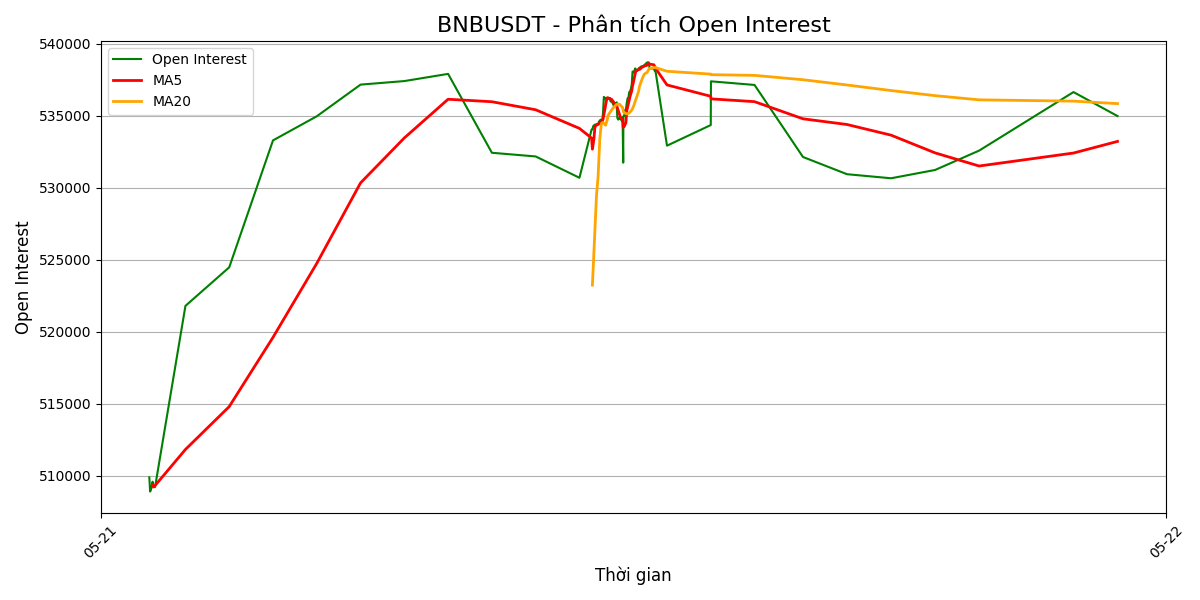 BNBUSDT - Phân tích Open Interest
Open Interest
MA5
MA20
Open Interest
540000
535000
530000
525000
520000
515000
510000
05-21
05-22
Thời gian